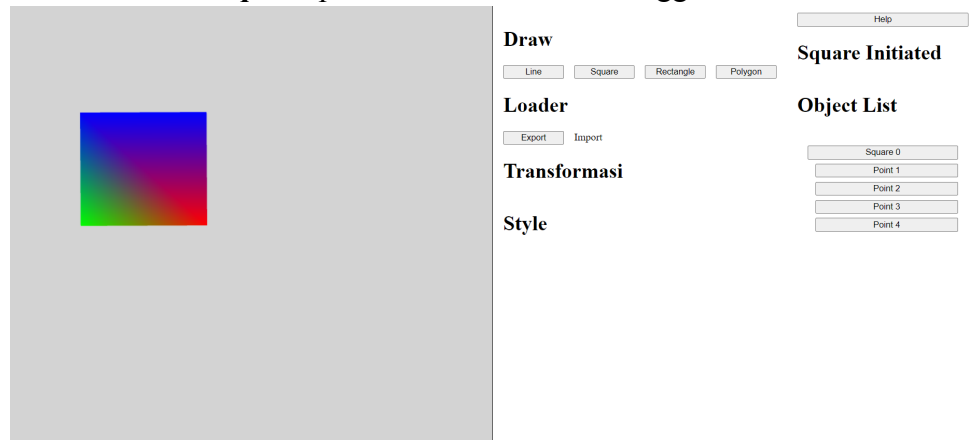 Draw
Line Square Rectangle Polygon
Loader
Export Import
Transformasi
Style
Help
Square Initiated
Object List
Square 0
Point 1
Point 2
Point 3
Point 4